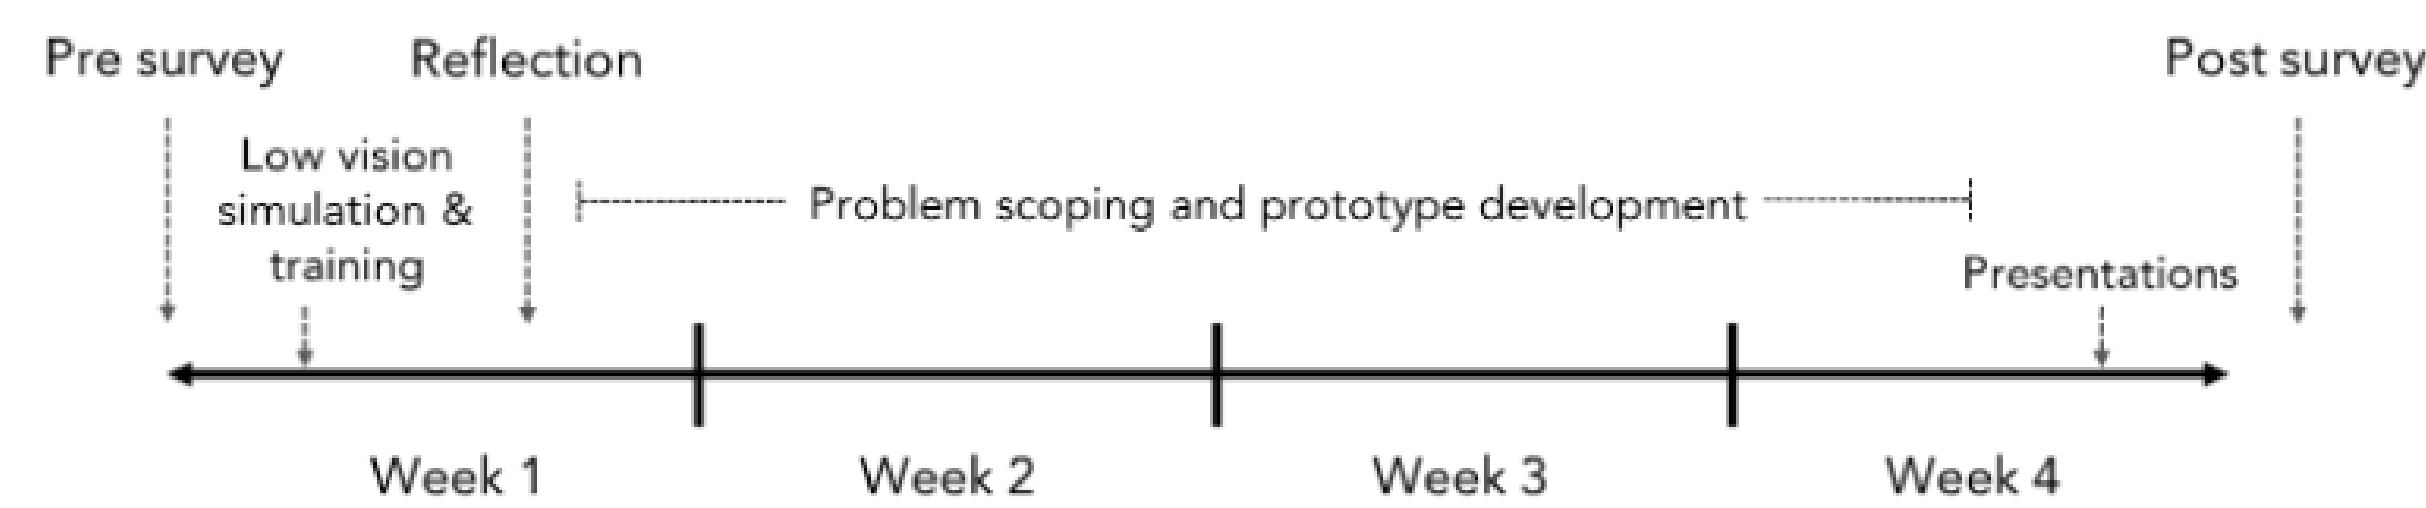 Pre survey
Reflection
Post survey
Low vision
simulation &
training
Problem scoping and prototype development
Presentations
Week 1
Week 2
Week 3
Week 4